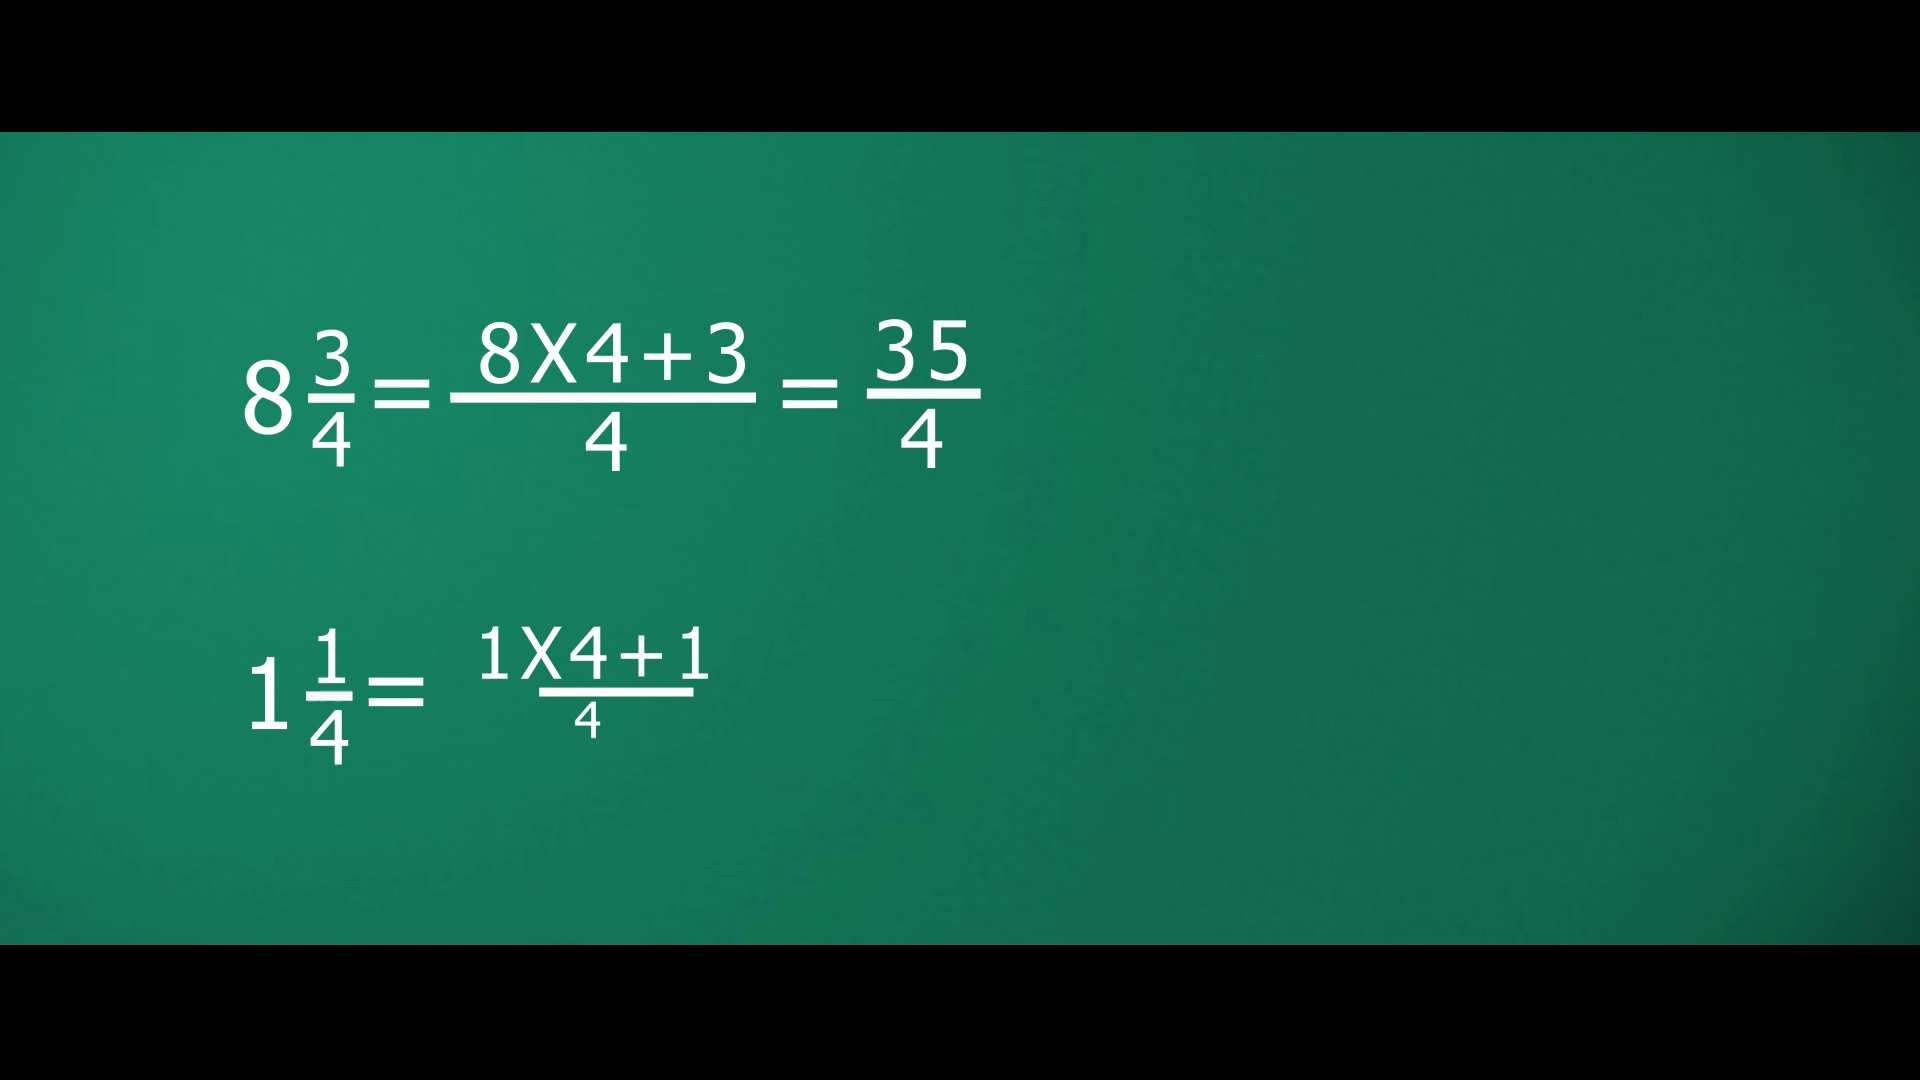 8 3/4 = 8X4+3/4 = 35/4
1 1/4 = 1X4+1/4